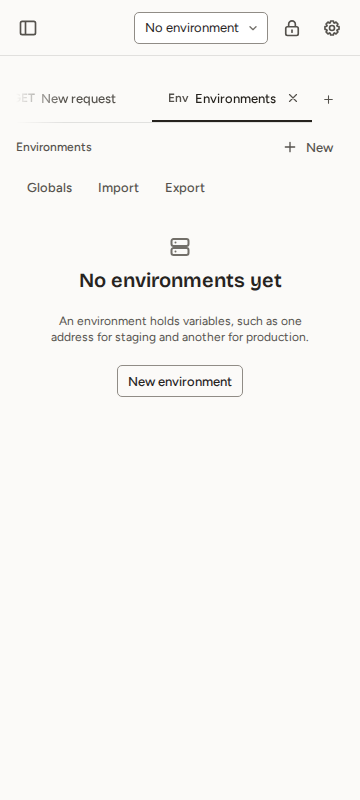 No environment
GET New request
Env Environments
Environments
New
Globals Import Export
No environments yet
An environment holds variables, such as one
address for staging and another for production.
New environment